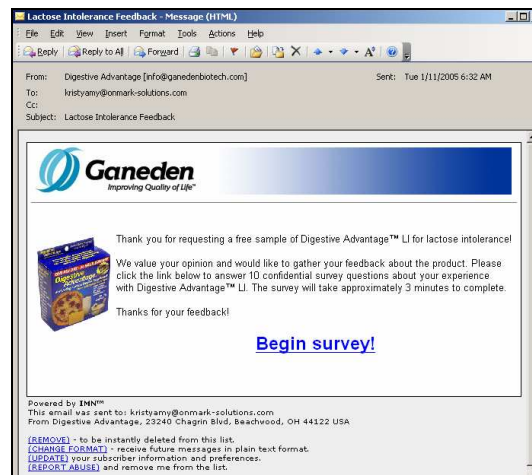 Lactose Intolerance Feedback - Message (HTML)
File Edit View Insert Format Tools Actions Help
Reply Reply to All Forward
From: Digestive Advantage [info@ganedenbiotech.com] Sent: Tue 1/11/2005 6:32 AM
To: kristyamy@onmark-solutions.com
Cc:
Subject: Lactose Intolerance Feedback
Ganeden
Improving Quality of Life™
Digestive Advantage
Thank you for requesting a free sample of Digestive Advantage™ LI for lactose intolerance!
We value your opinion and would like to gather your feedback about the product. Please
click the link below to answer 10 confidential survey questions about your experience
with Digestive Advantage™ LI. The survey will take approximately 3 minutes to complete.
Thanks for your feedback!
Begin survey!
Powered by IMN™
This email was sent to: kristyamy@onmark-solutions.com
From Digestive Advantage, 23240 Chagrin Blvd, Beachwood, OH 44122 USA
(REMOVE) - to be instantly deleted from this list.
(CHANGE FORMAT) - receive future messages in plain text format.
(UPDATE) your subscriber information and preferences.
(REPORT ABUSE) and remove me from the list.